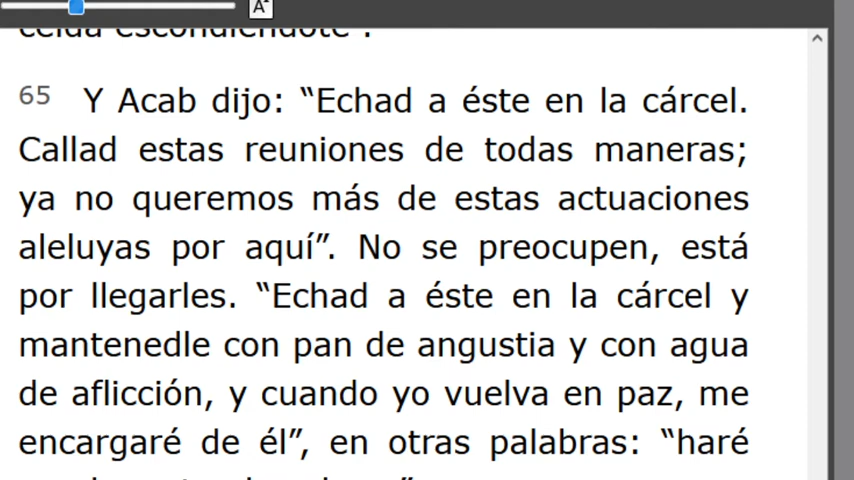 A
celda escondiéndote".
65 Y Acab dijo: “Echad a éste en la cárcel.
Callad estas reuniones de todas maneras;
ya no queremos más de estas actuaciones
aleluyas por aquí”. No se preocupen, está
por llegarles. “Echad a éste en la cárcel y
mantenedle con pan de angustia y con agua
de aflicción, y cuando yo vuelva en paz, me
encargaré de él”, en otras palabras: “haré